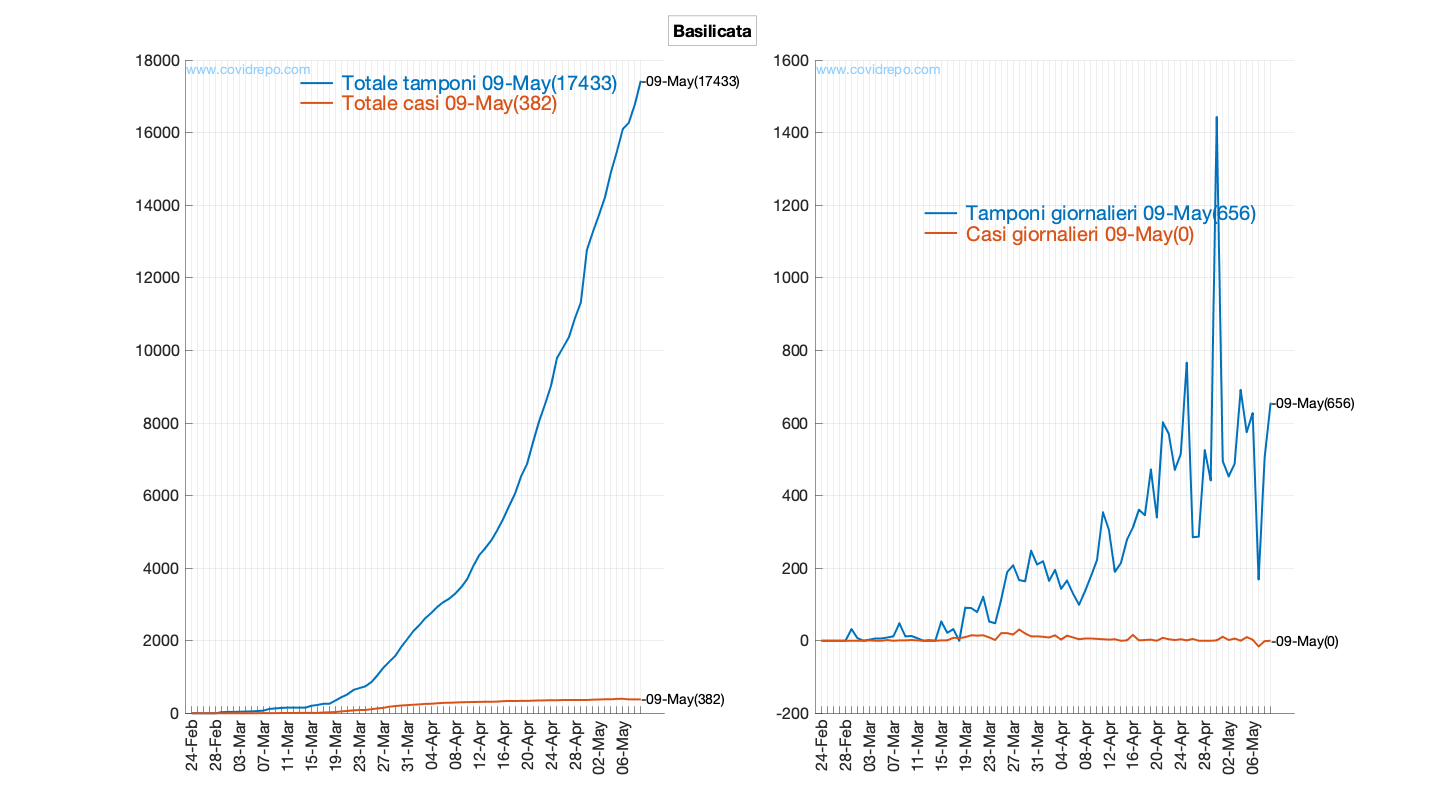 Basilicata
18000
16000
14000
12000
10000
8000
6000
4000
2000
0
www.covidrepo.com
Totale tamponi 09-May(17433)
Totale casi 09-May(382)
-09-May(17433)
-09-May(382)
24-Feb
28-Feb
03-Mar
07-Mar
11-Mar
15-Mar
19-Mar
23-Mar
27-Mar
31-Mar
04-Apr
08-Apr
12-Apr
16-Apr
20-Apr
24-Apr
28-Apr
02-May
06-May
1600
1400
1200
1000
800
600
400
200
0
-200
www.covidrepo.com
Tamponi giornalieri 09-May(656)
Casi giornalieri 09-May(0)
-09-May(656)
-09-May(0)
24-Feb
28-Feb
03-Mar
07-Mar
11-Mar
15-Mar
19-Mar
23-Mar
27-Mar
31-Mar
04-Apr
08-Apr
12-Apr
16-Apr
20-Apr
24-Apr
28-Apr
02-May
06-May